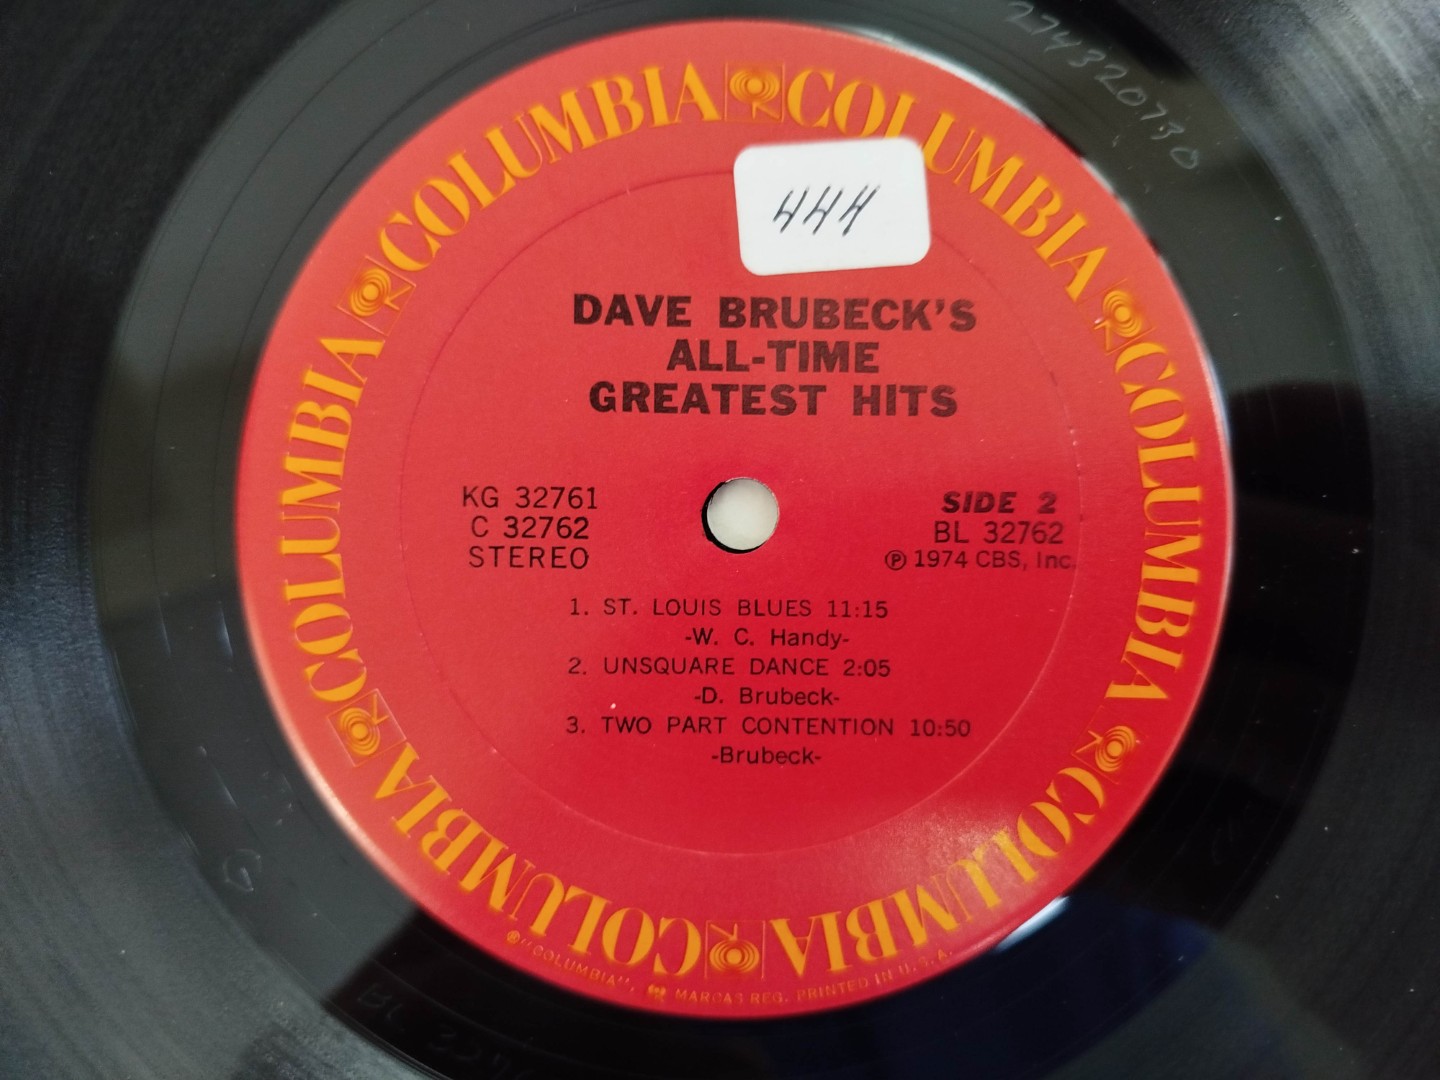 COLUMBIA COLUMBIA COLUMBIA COLUMBIA COLUMBIA COLUMBIA
2743320730
444
DAVE BRUBECK'S
ALL-TIME
GREATEST HITS
KG 32761
C 32762
STEREO
SIDE 2
BL 32762
℗ 1974 CBS, Inc.
1. ST. LOUIS BLUES 11:15
-W. C. Handy-
2. UNSQUARE DANCE 2:05
-D. Brubeck-
3. TWO PART CONTENTION 10:50
-Brubeck-
®"COLUMBIA", MARCAS REG. PRINTED IN U.S.A.